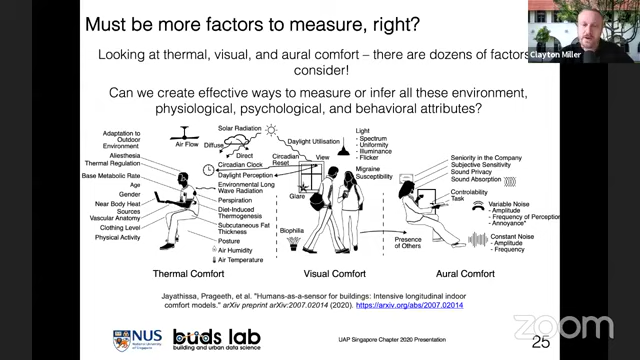 Must be more factors to measure, right?
Clayton Miller
Looking at thermal, visual, and aural comfort – there are dozens of factors
consider!
Can we create effective ways to measure or infer all these environment,
physiological, psychological, and behavioral attributes?
Adaptation to
Outdoor
Environment
Alliesthesia
Thermal Regulation
Base Metabolic Rate
Age
Gender
Near Body Heat
Sources
Vascular Anatomy
Clothing Level
Physical Activity
Air Flow
Solar Radiation
Diffuse
Direct
Circadian Clock
Daylight Perception
Environmental Long
Wave Radiation
Perspiration
Diet-Induced
Thermogenesis
Subcutaneous Fat
Thickness
Posture
Air Humidity
Air Temperature
Thermal Comfort
Daylight Utilisation
Circadian
Reset
View
Glare
Biophilia
Light
- Spectrum
- Uniformity
- Illuminance
- Flicker
Migraine
Susceptibility
Visual Comfort
Presence
of Others
Seniority in the Company
Subjective Sensitivity
Sound Privacy
Sound Absorption
Controlability
Task
Variable Noise
- Amplitude
- Frequency of Perception
- Annoyance*
Constant Noise
- Amplitude
- Frequency
Aural Comfort
Jayathissa, Prageeth, et al. "Humans-as-a-sensor for buildings: Intensive longitudinal indoor
comfort models." arXiv preprint arXiv:2007.02014 (2020). https://arxiv.org/abs/2007.02014
NUS
National University
of Singapore
buds lab
building and urban data science
IJAP Singapore Chapter 2020 Presentation
25
zoom